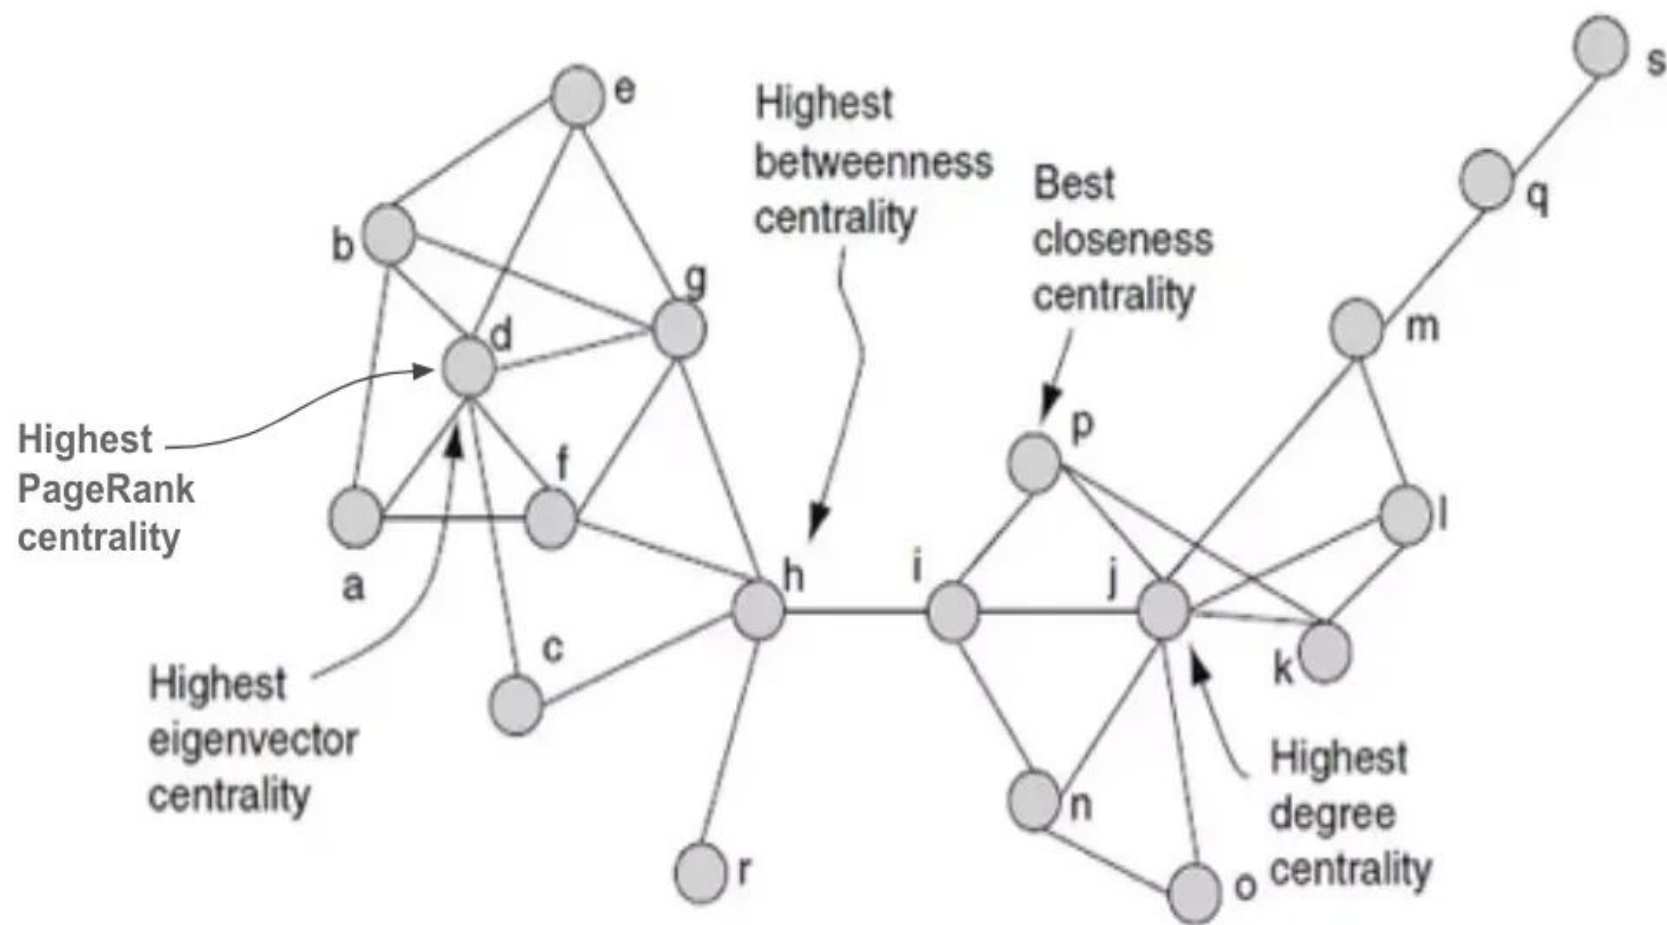 s
e
Highest
betweenness
centrality
Best
closeness
centrality
q
b
g
d
m
Highest
PageRank
centrality
p
f
l
a
h
i
j
c
k
Highest
eigenvector
centrality
n
Highest
degree
centrality
r
o